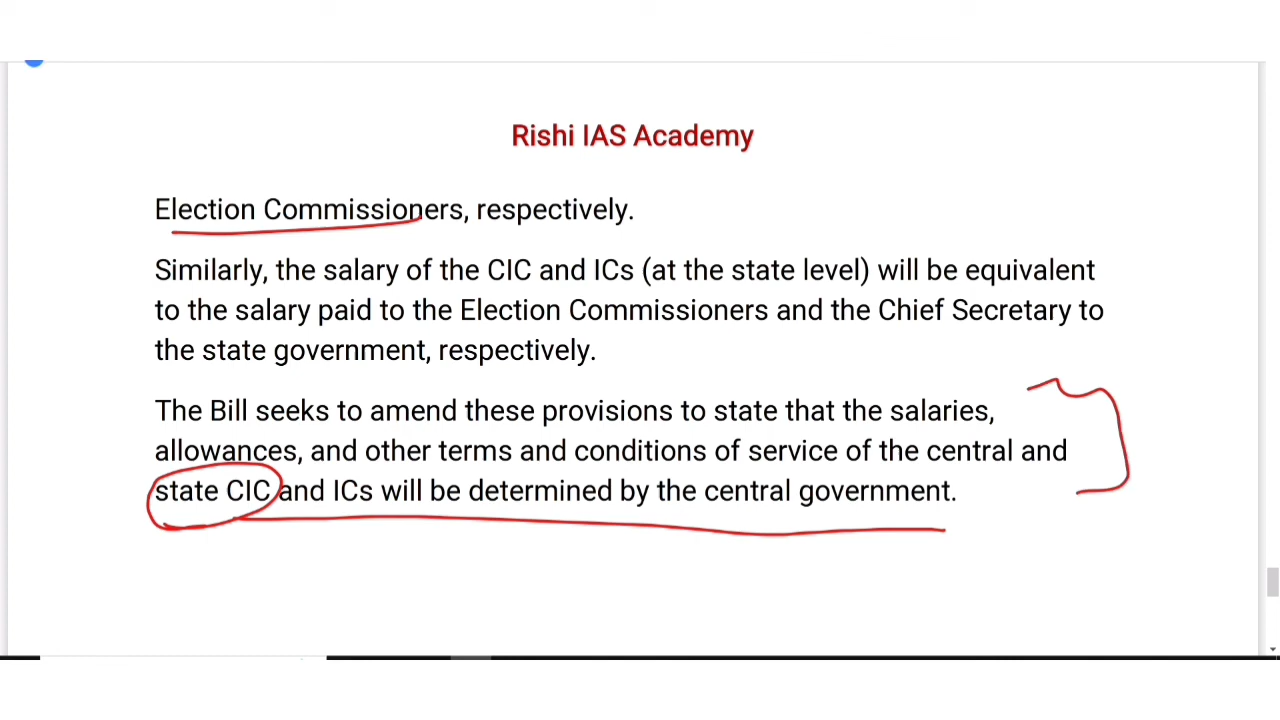 Rishi IAS Academy
Election Commissioners, respectively.
Similarly, the salary of the CIC and ICs (at the state level) will be equivalent
to the salary paid to the Election Commissioners and the Chief Secretary to
the state government, respectively.
The Bill seeks to amend these provisions to state that the salaries,
allowances, and other terms and conditions of service of the central and
state CIC and ICs will be determined by the central government.